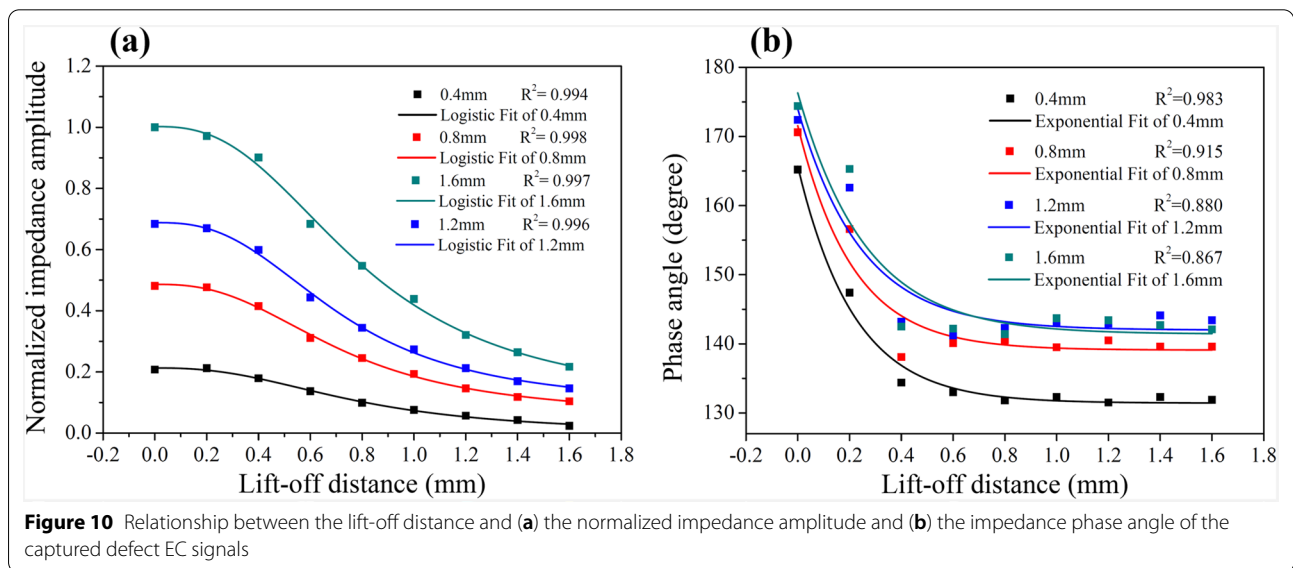 (a)
Normalized impedance amplitude
1.2
1.0
0.8
0.6
0.4
0.2
0.0
-0.2 0.0 0.2 0.4 0.6 0.8 1.0 1.2 1.4 1.6 1.8
Lift-off distance (mm)
0.4mm R²= 0.994
Logistic Fit of 0.4mm
0.8mm R²= 0.998
Logistic Fit of 0.8mm
1.6mm R²= 0.997
Logistic Fit of 1.6mm
1.2mm R²= 0.996
Logistic Fit of 1.2mm
(b)
Phase angle (degree)
180
170
160
150
140
130
-0.2 0.0 0.2 0.4 0.6 0.8 1.0 1.2 1.4 1.6 1.8
Lift-off distance (mm)
0.4mm R²=0.983
Exponential Fit of 0.4mm
0.8mm R²=0.915
Exponential Fit of 0.8mm
1.2mm R²=0.880
Exponential Fit of 1.2mm
1.6mm R²=0.867
Exponential Fit of 1.6mm
Figure 10 Relationship between the lift-off distance and (a) the normalized impedance amplitude and (b) the impedance phase angle of the
captured defect EC signals